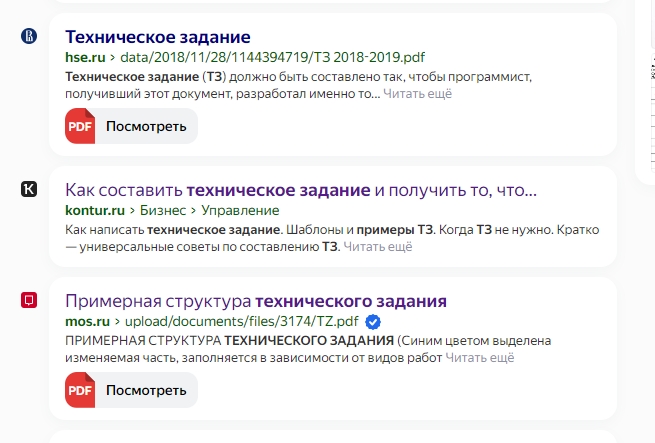 Техническое задание
hse.ru › data/2018/11/28/1144394719/ТЗ 2018-2019.pdf
Техническое задание (ТЗ) должно быть составлено так, чтобы программист,
получивший этот документ, разработал именно то... Читать ещё
PDF Посмотреть
Как составить техническое задание и получить то, что...
kontur.ru › Бизнес › Управление
Как написать техническое задание. Шаблоны и примеры ТЗ. Когда ТЗ не нужно. Кратко
— универсальные советы по составлению ТЗ. Читать ещё
Примерная структура технического задания
mos.ru › upload/documents/files/3174/TZ.pdf
ПРИМЕРНАЯ СТРУКТУРА ТЕХНИЧЕСКОГО ЗАДАНИЯ (Синим цветом выделена
изменяемая часть, заполняется в зависимости от видов работ Читать ещё
PDF Посмотреть